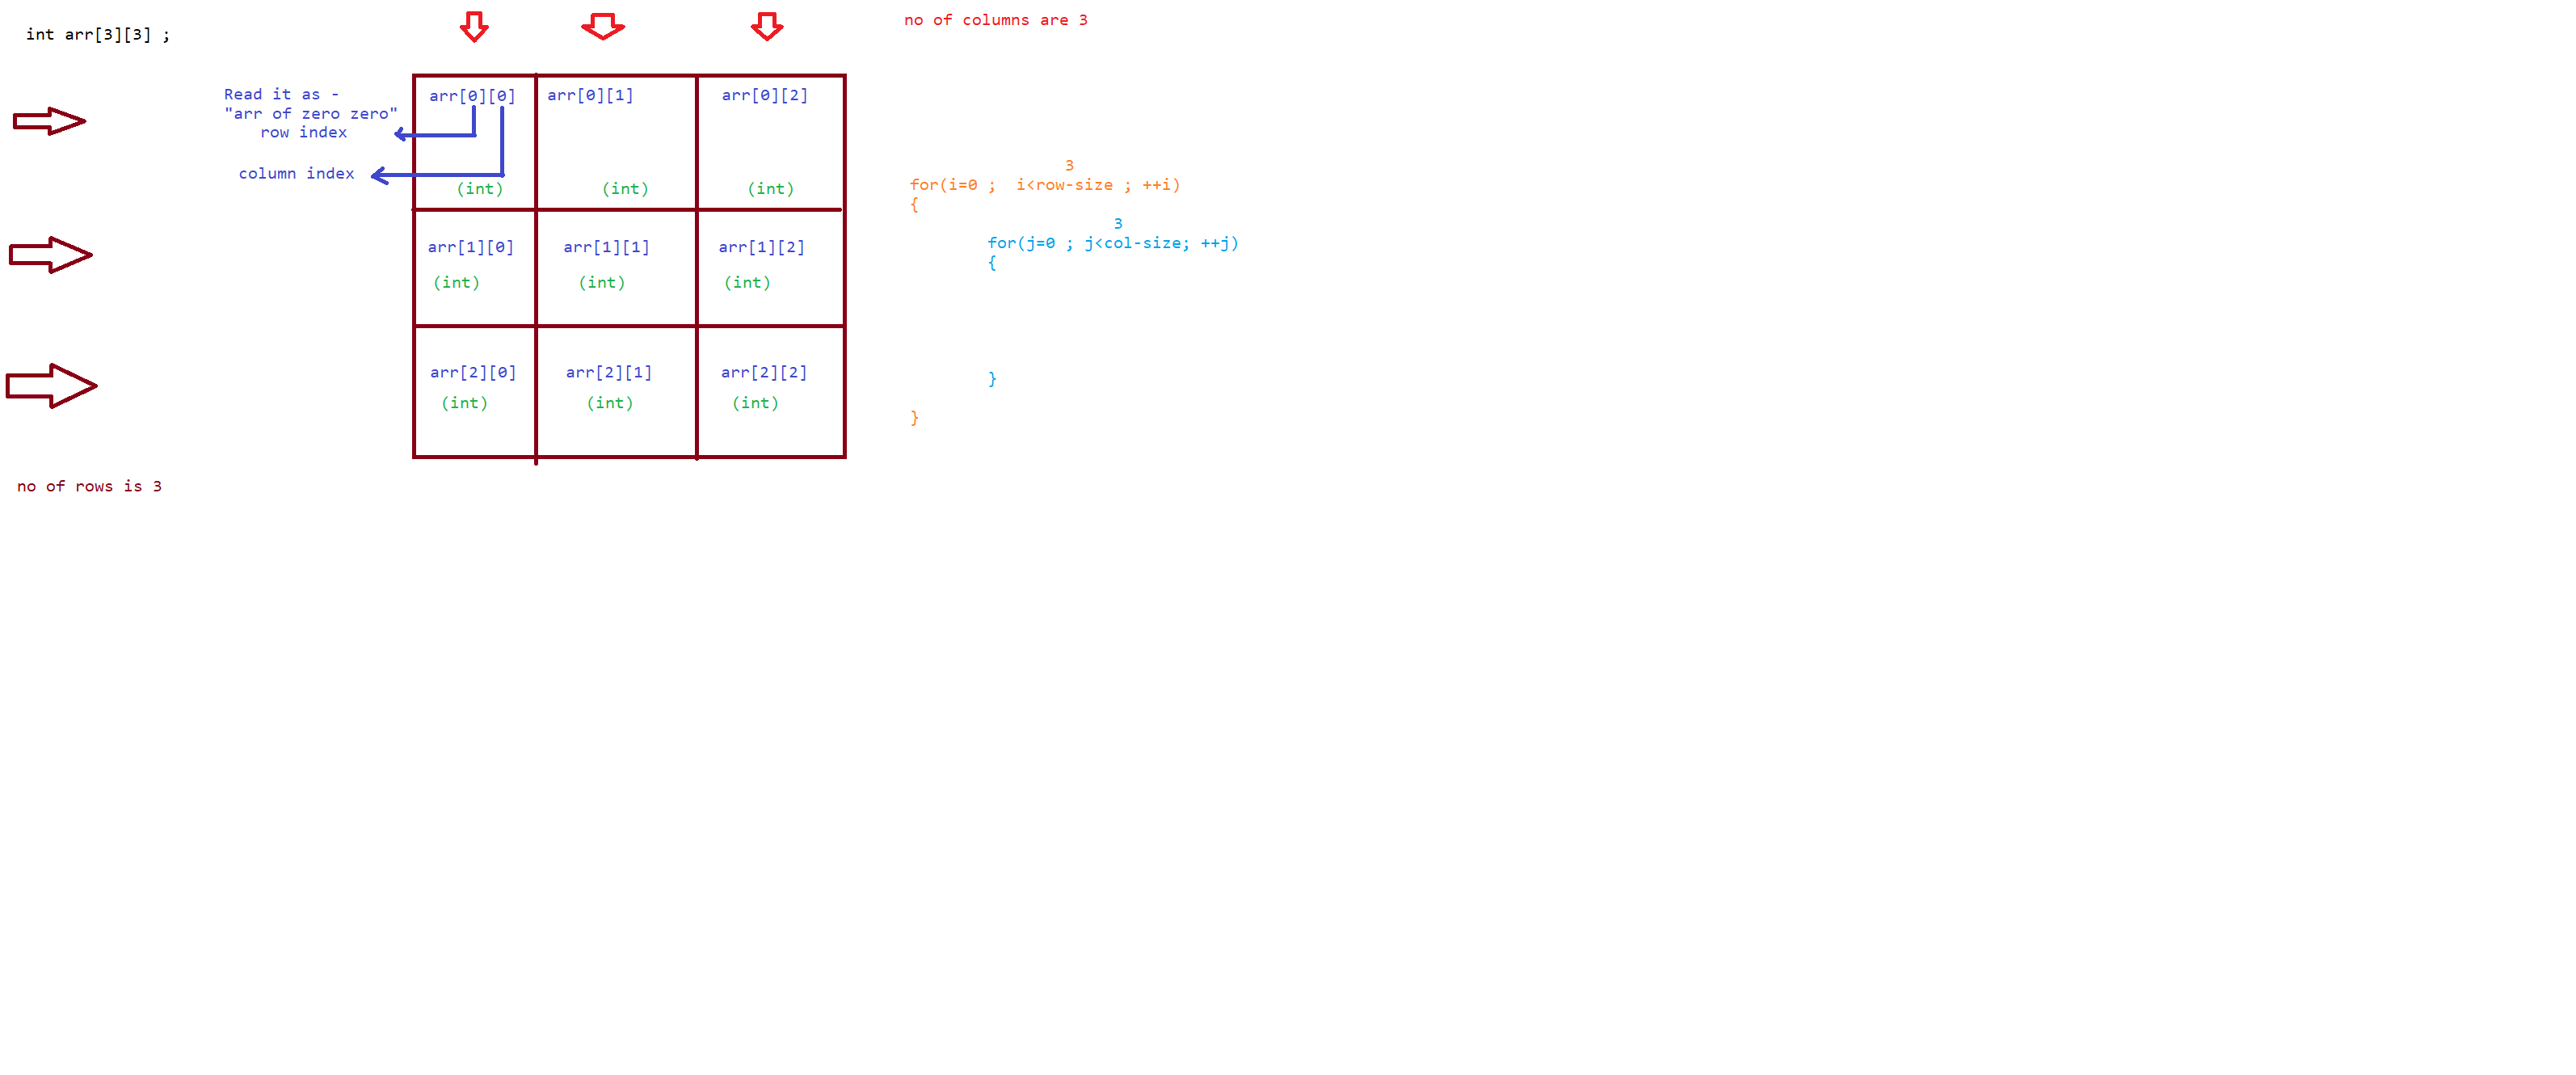 no of columns are 3
int arr[3][3] ;
Read it as -
"arr of zero zero"
row index
column index
arr[0][0] arr[0][1] arr[0][2]
(int) (int) (int)
arr[1][0] arr[1][1] arr[1][2]
(int) (int) (int)
arr[2][0] arr[2][1] arr[2][2]
(int) (int) (int)
no of rows is 3
3
for(i=0 ;  i<row-size ; ++i)
{
3
for(j=0 ; j<col-size; ++j)
{
}
}